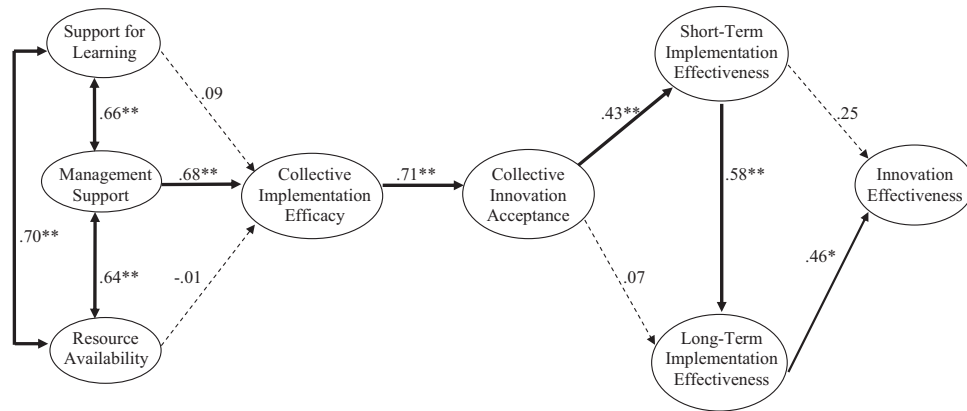 Support for
Learning
Short-Term
Implementation
Effectiveness
.66**
.09
.43**
.25
Management
Support
.68**
Collective
Implementation
Efficacy
.71**
Collective
Innovation
Acceptance
.58**
Innovation
Effectiveness
.70**
.64**
-.01
.07
.46*
Resource
Availability
Long-Term
Implementation
Effectiveness